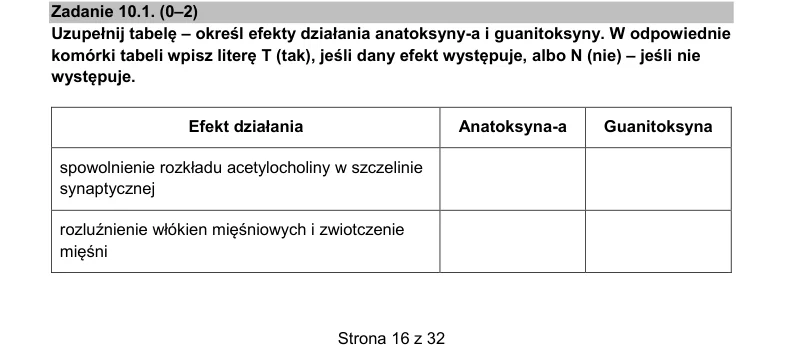 Zadanie 10.1. (0–2)
Uzupełnij tabelę – określ efekty działania anatoksyny-a i guanitoksyny. W odpowiednie
komórki tabeli wpisz literę T (tak), jeśli dany efekt występuje, albo N (nie) – jeśli nie
występuje.
Efekt działania Anatoksyna-a Guanitoksyna
spowolnienie rozkładu acetylocholiny w szczelinie
synaptycznej
rozluźnienie włókien mięśniowych i zwiotczenie
mięśni
Strona 16 z 32